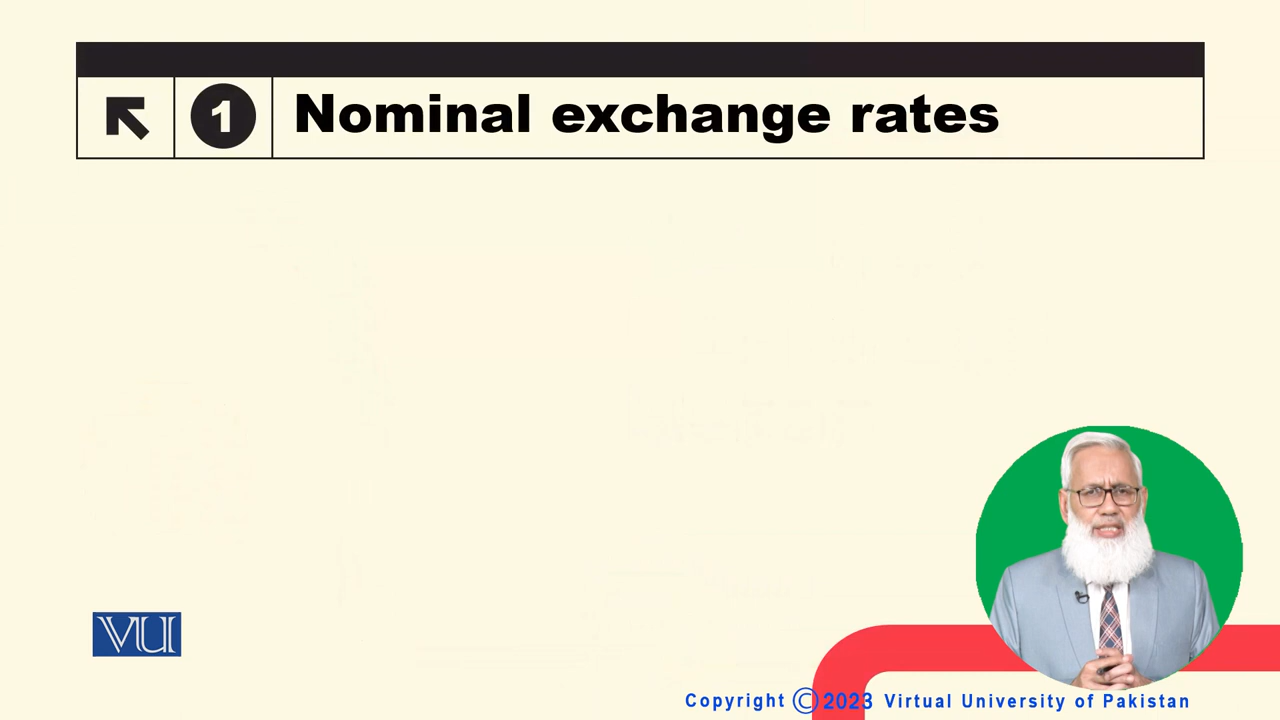 1 Nominal exchange rates
VU
Copyright © 2023 Virtual University of Pakistan